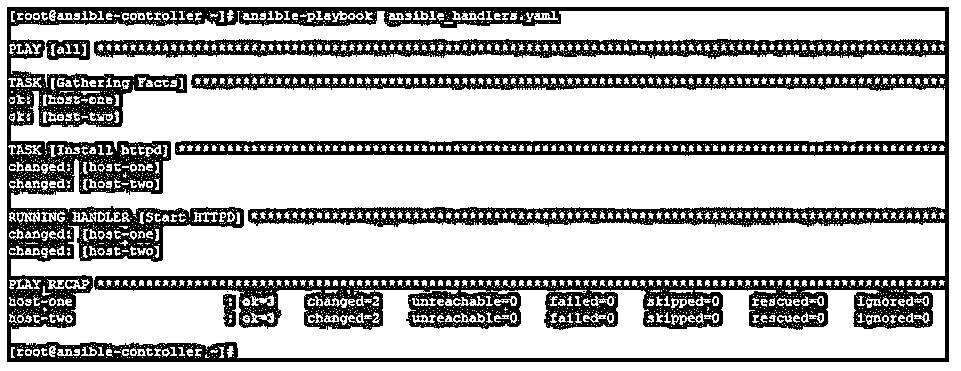 [root@ansible-controller ~]# ansible-playbook ansible_handlers.yaml
PLAY [all] ****************************************************************************************************
TASK [Gathering Facts] ****************************************************************************************
ok: [host-one]
ok: [host-two]
TASK [Install httpd] ******************************************************************************************
changed: [host-one]
changed: [host-two]
RUNNING HANDLER [Start HTTPD] *********************************************************************************
changed: [host-one]
changed: [host-two]
PLAY RECAP ****************************************************************************************************
host-one : ok=3 changed=2 unreachable=0 failed=0 skipped=0 rescued=0 ignored=0
host-two : ok=3 changed=2 unreachable=0 failed=0 skipped=0 rescued=0 ignored=0
[root@ansible-controller ~]#